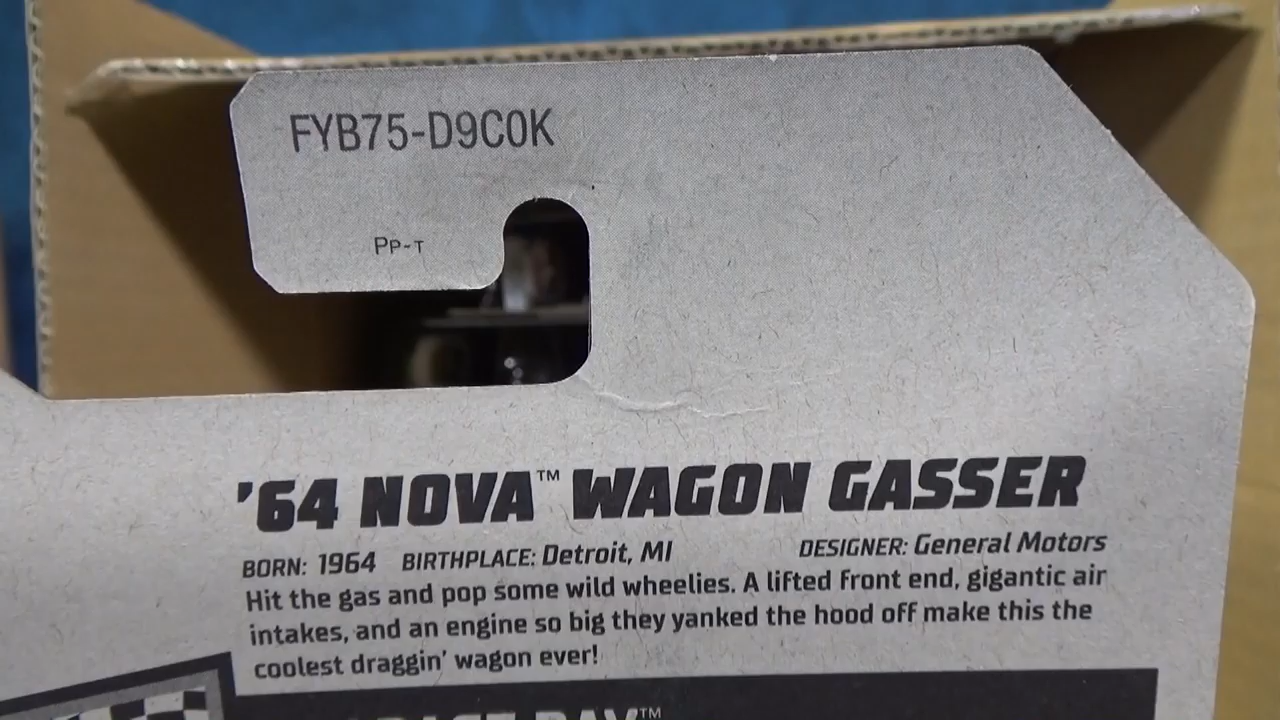 FYB75-D9C0K
Pp-T
'64 NOVA™ WAGON GASSER
BORN: 1964 BIRTHPLACE: Detroit, MI DESIGNER: General Motors
Hit the gas and pop some wild wheelies. A lifted front end, gigantic air
intakes, and an engine so big they yanked the hood off make this the
coolest draggin' wagon ever!